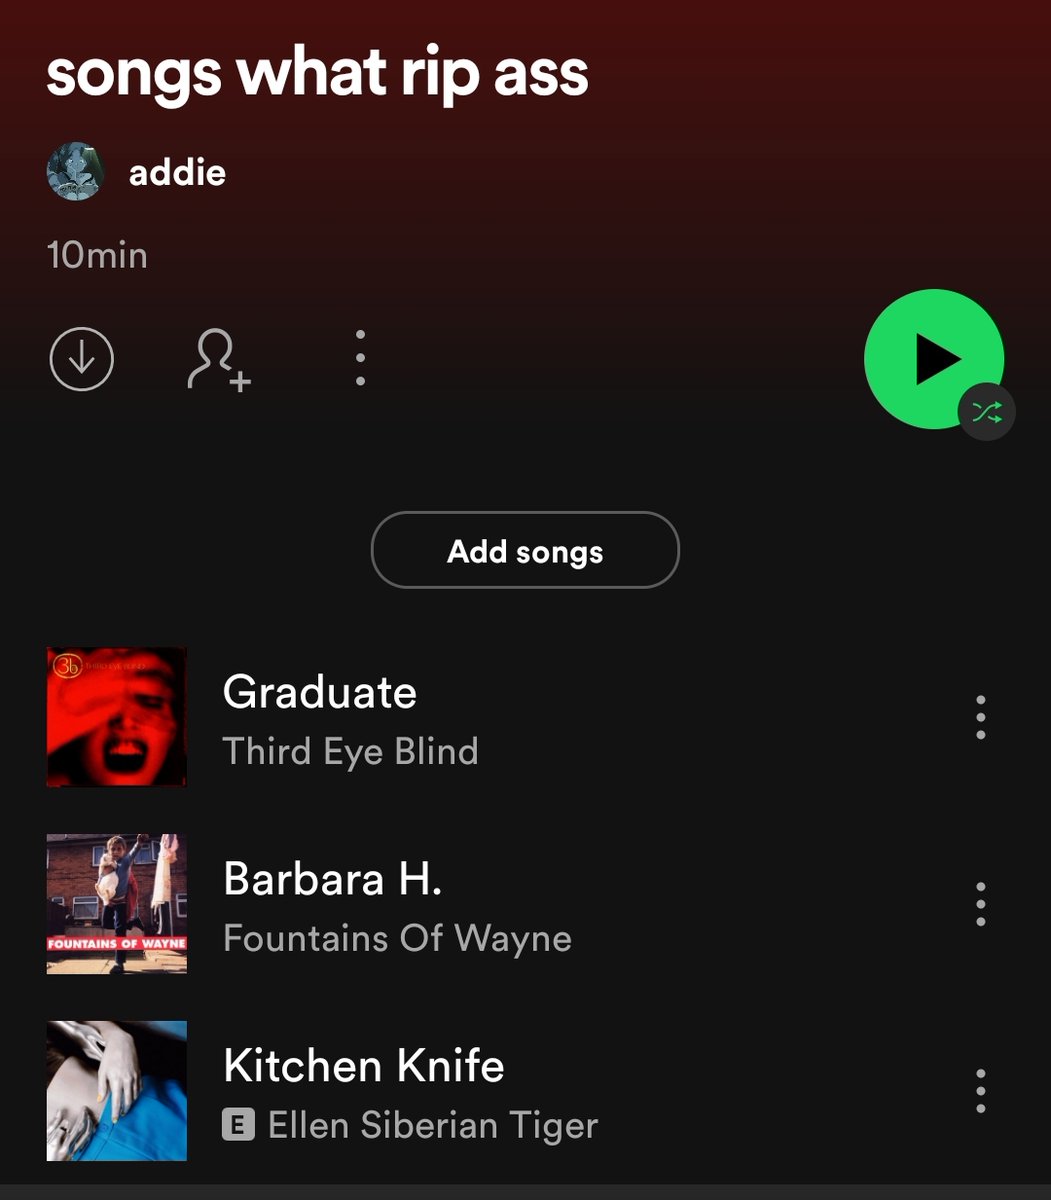 songs what rip ass
addie
10min
Add songs
3b THIRD EYE BLIND
Graduate
Third Eye Blind
Barbara H.
FOUNTAINS OF WAYNE
Fountains Of Wayne
Kitchen Knife
E Ellen Siberian Tiger